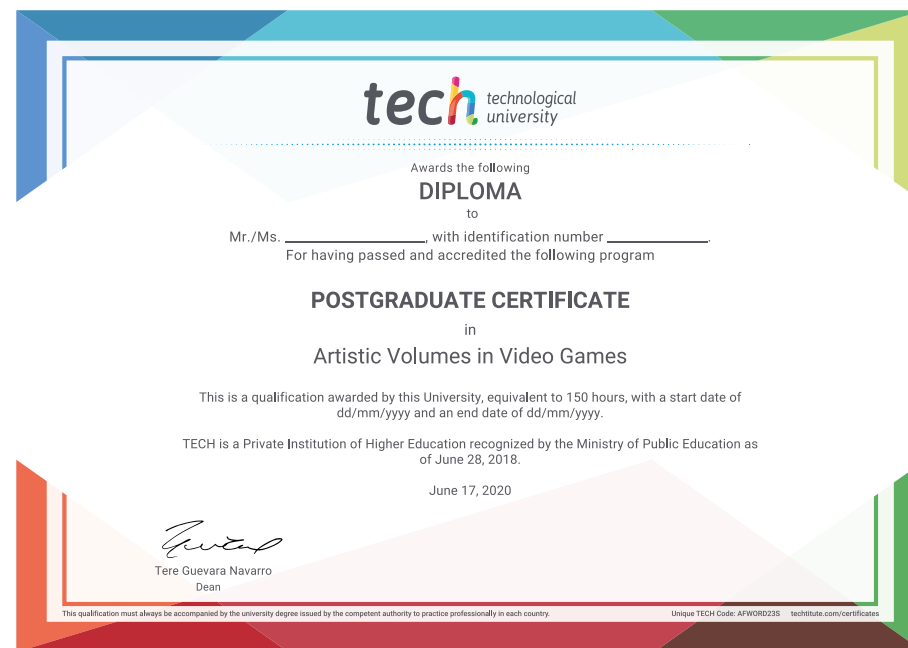 tech technological
university
Awards the following
DIPLOMA
to
Mr./Ms. ____________________, with identification number ______________.
For having passed and accredited the following program
POSTGRADUATE CERTIFICATE
in
Artistic Volumes in Video Games
This is a qualification awarded by this University, equivalent to 150 hours, with a start date of
dd/mm/yyyy and an end date of dd/mm/yyyy.
TECH is a Private Institution of Higher Education recognized by the Ministry of Public Education as
of June 28, 2018.
June 17, 2020
Tere Guevara Navarro
Dean
This qualification must always be accompanied by the university degree issued by the competent authority to practice professionally in each country.
Unique TECH Code: AFWORD23S techtitute.com/certificates